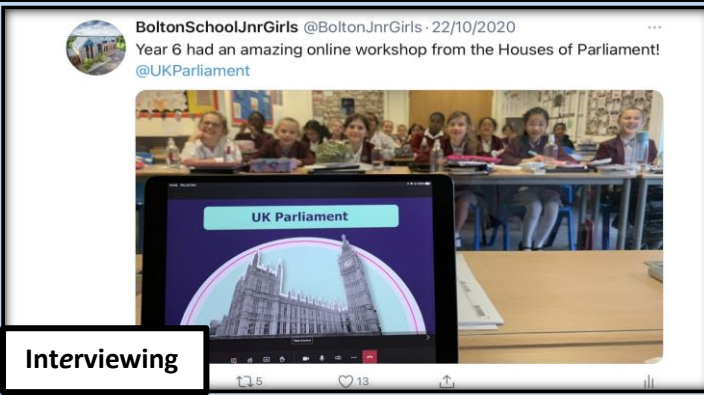 BoltonSchoolJnrGirls @BoltonJnrGirls · 22/10/2020 ...
Year 6 had an amazing online workshop from the Houses of Parliament!
@UKParliament
UK Parliament
Interviewing
5 13